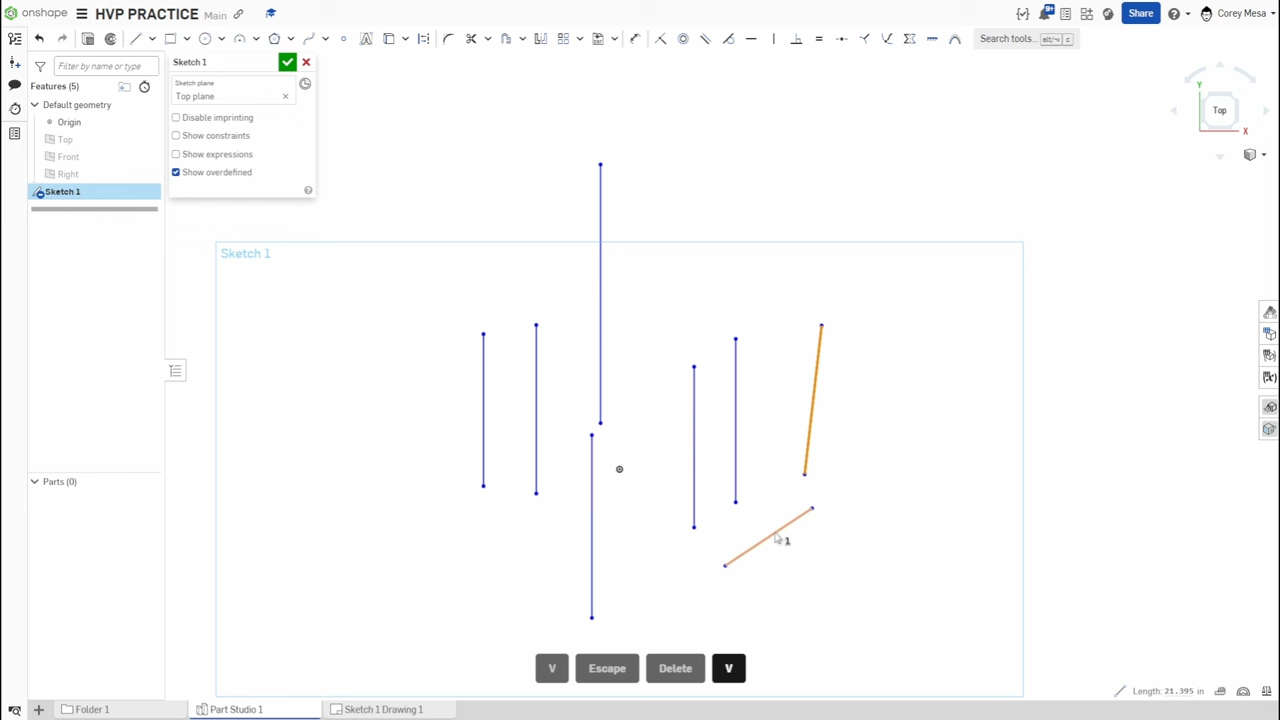 onshape HVP PRACTICE Main 9+ Share Corey Mesa
Search tools... alt/⌥ c
Filter by name or type
Features (5)
Default geometry
Origin
Top
Front
Right
Sketch 1
Sketch 1
Sketch plane
Top plane
Disable imprinting
Show constraints
Show expressions
Show overdefined
Y
Top
X
Sketch 1
1
Parts (0)
V Escape Delete V
Length: 21.395 in
Folder 1 Part Studio 1 Sketch 1 Drawing 1